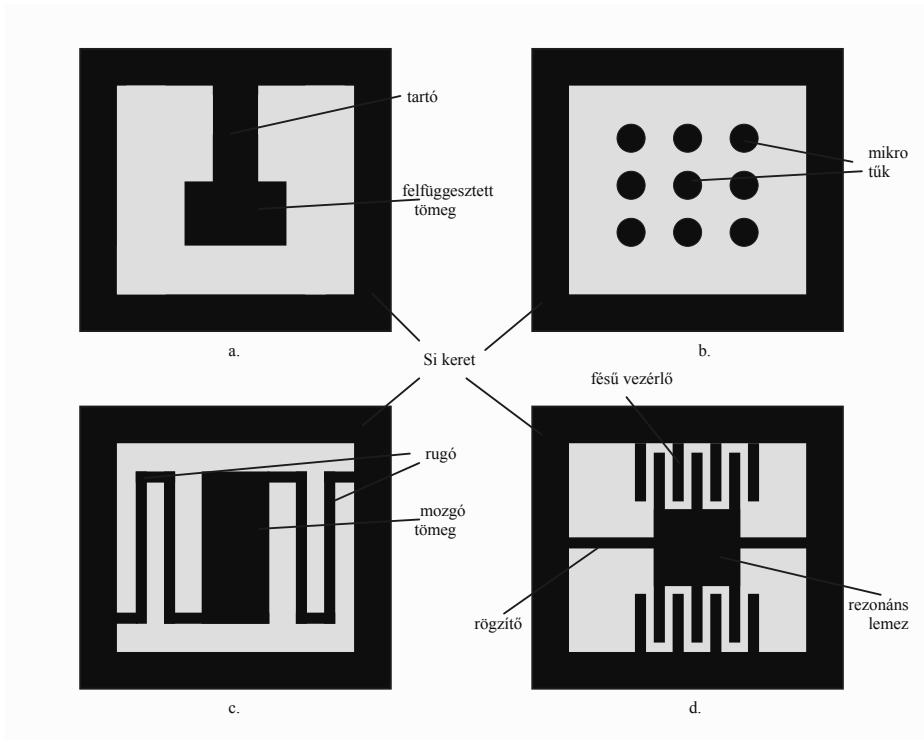 tartó
felfüggesztett
tömeg
a.
mikro
tűk
b.
Si keret
rugó
mozgó
tömeg
c.
fésű vezérlő
rögzítő
rezonáns
lemez
d.